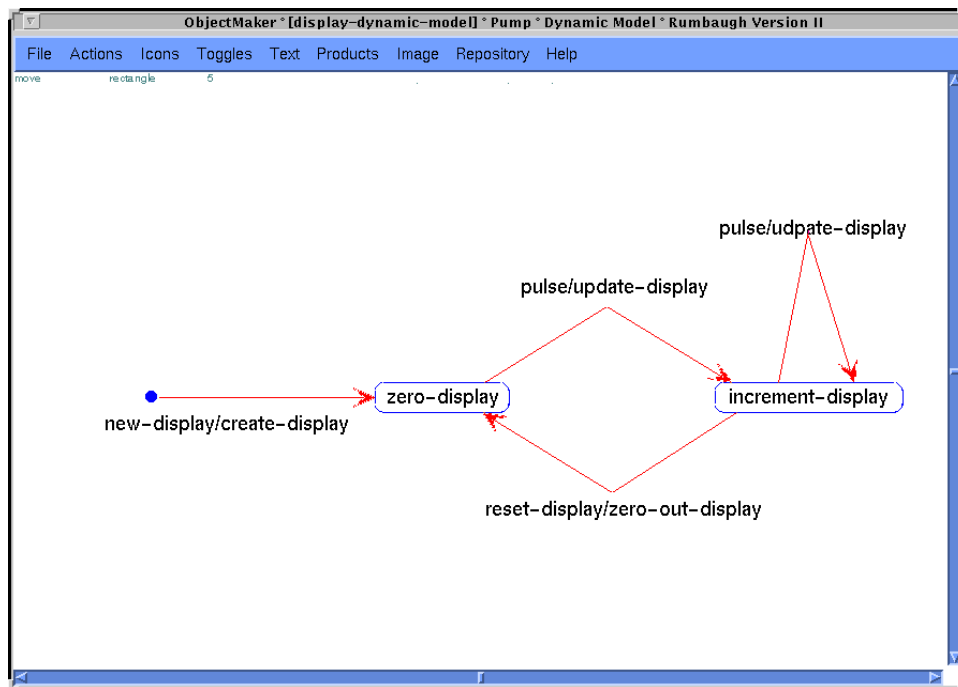 ObjectMaker * [display-dynamic-model] * Pump * Dynamic Model * Rumbaugh Version II
File Actions Icons Toggles Text Products Image Repository Help
move rectangle 5
pulse/udpate-display
pulse/update-display
zero-display
increment-display
new-display/create-display
reset-display/zero-out-display